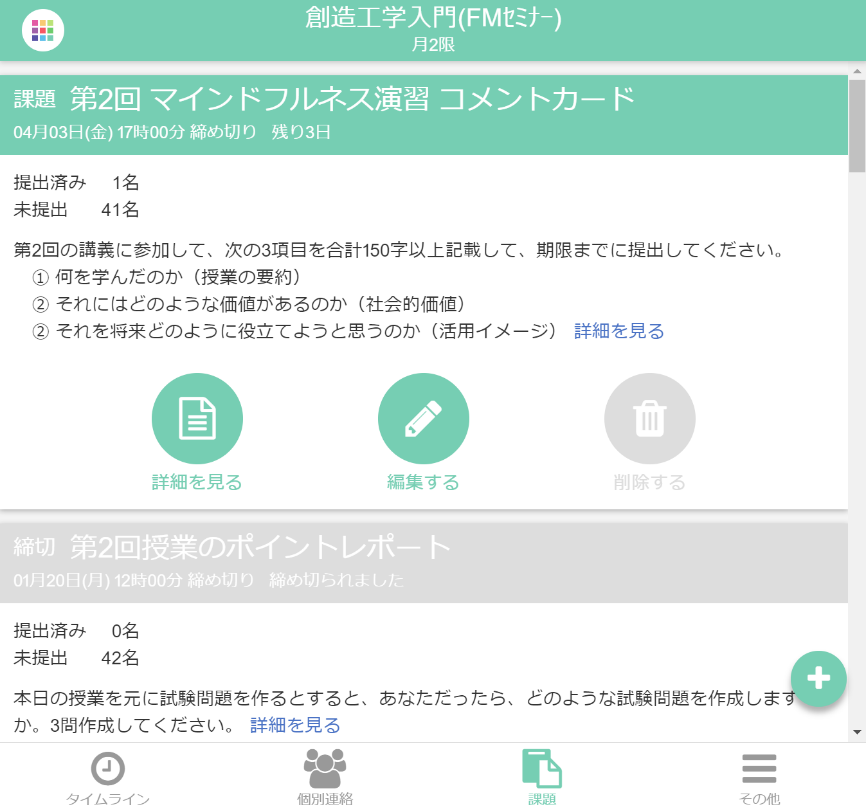 創造工学入門(FMｾﾐﾅｰ)
月2限
課題 第2回 マインドフルネス演習 コメントカード
04月03日(金) 17時00分 締め切り 残り3日
提出済み 1名
未提出 41名
第2回の講義に参加して、次の3項目を合計150字以上記載して、期限までに提出してください。
① 何を学んだのか（授業の要約）
② それにはどのような価値があるのか（社会的価値）
② それを将来どのように役立てようと思うのか（活用イメージ） 詳細を見る
詳細を見る 編集する 削除する
締切 第2回授業のポイントレポート
01月20日(月) 12時00分 締め切り 締め切られました
提出済み 0名
未提出 42名
本日の授業を元に試験問題を作るとすると、あなただったら、どのような試験問題を作成します
か。3問作成してください。 詳細を見る
タイムライン 個別連絡 課題 その他